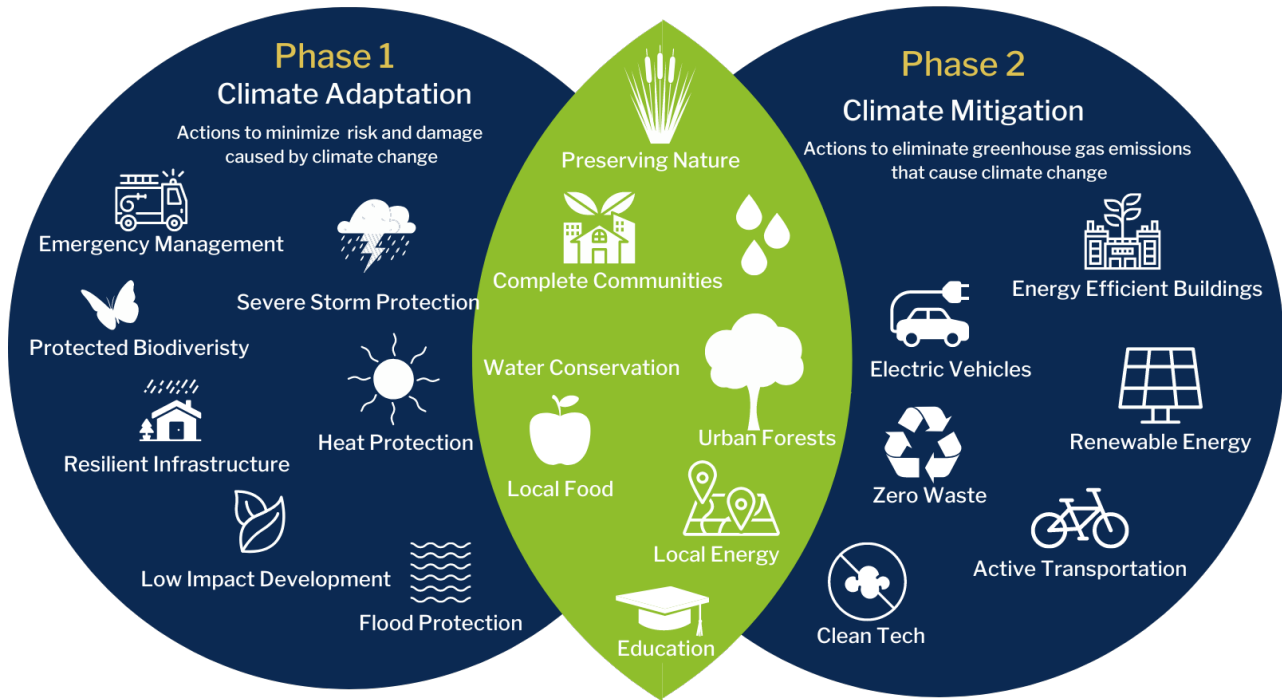 Phase 1
Climate Adaptation
Actions to minimize risk and damage
caused by climate change
Emergency Management
Severe Storm Protection
Protected Biodiveristy
Heat Protection
Resilient Infrastructure
Low Impact Development
Flood Protection
Preserving Nature
Complete Communities
Water Conservation
Urban Forests
Local Food
Local Energy
Education
Phase 2
Climate Mitigation
Actions to eliminate greenhouse gas emissions
that cause climate change
Energy Efficient Buildings
Electric Vehicles
Renewable Energy
Zero Waste
Active Transportation
Clean Tech